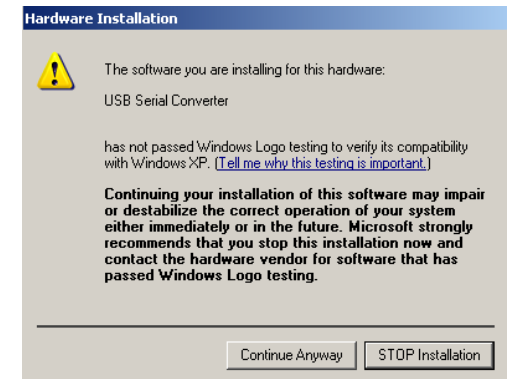 Hardware Installation
The software you are installing for this hardware:
USB Serial Converter
has not passed Windows Logo testing to verify its compatibility
with Windows XP. (Tell me why this testing is important.)
Continuing your installation of this software may impair
or destabilize the correct operation of your system
either immediately or in the future. Microsoft strongly
recommends that you stop this installation now and
contact the hardware vendor for software that has
passed Windows Logo testing.
Continue Anyway STOP Installation